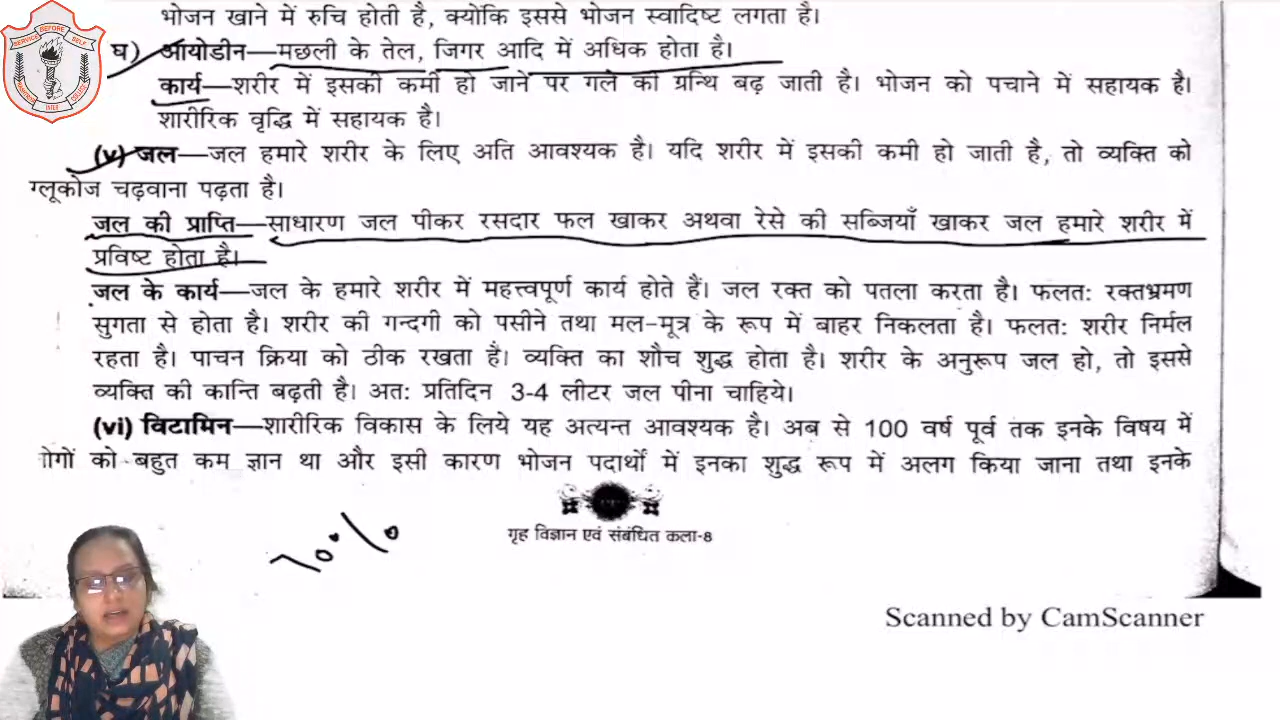 भोजन खाने में रुचि होती है, क्योंकि इससे भोजन स्वादिष्ट लगता है।
घ) आयोडीन—मछली के तेल, जिगर आदि में अधिक होता है।
कार्य—शरीर में इसकी कमी हो जाने पर गले की ग्रन्थि बढ़ जाती है। भोजन को पचाने में सहायक है।
शारीरिक वृद्धि में सहायक है।
(v) जल—जल हमारे शरीर के लिए अति आवश्यक है। यदि शरीर में इसकी कमी हो जाती है, तो व्यक्ति को
ग्लूकोज चढ़वाना पढ़ता है।
जल की प्राप्ति—साधारण जल पीकर रसदार फल खाकर अथवा रेसे की सब्जियाँ खाकर जल हमारे शरीर में
प्रविष्ट होता है।
जल के कार्य—जल के हमारे शरीर में महत्त्वपूर्ण कार्य होते हैं। जल रक्त को पतला करता है। फलतः रक्तभ्रमण
सुगता से होता है। शरीर की गन्दगी को पसीने तथा मल-मूत्र के रूप में बाहर निकलता है। फलतः शरीर निर्मल
रहता है। पाचन क्रिया को ठीक रखता है। व्यक्ति का शौच शुद्ध होता है। शरीर के अनुरूप जल हो, तो इससे
व्यक्ति की कान्ति बढ़ती है। अतः प्रतिदिन 3-4 लीटर जल पीना चाहिये।
(vi) विटामिन—शारीरिक विकास के लिये यह अत्यन्त आवश्यक है। अब से 100 वर्ष पूर्व तक इनके विषय में
ोगों को बहुत कम ज्ञान था और इसी कारण भोजन पदार्थों में इनका शुद्ध रूप में अलग किया जाना तथा इनके
गृह विज्ञान एवं संबंधित कला-8
Scanned by CamScanner
SERVICE BEFORE SELF
INTER COLLEGE